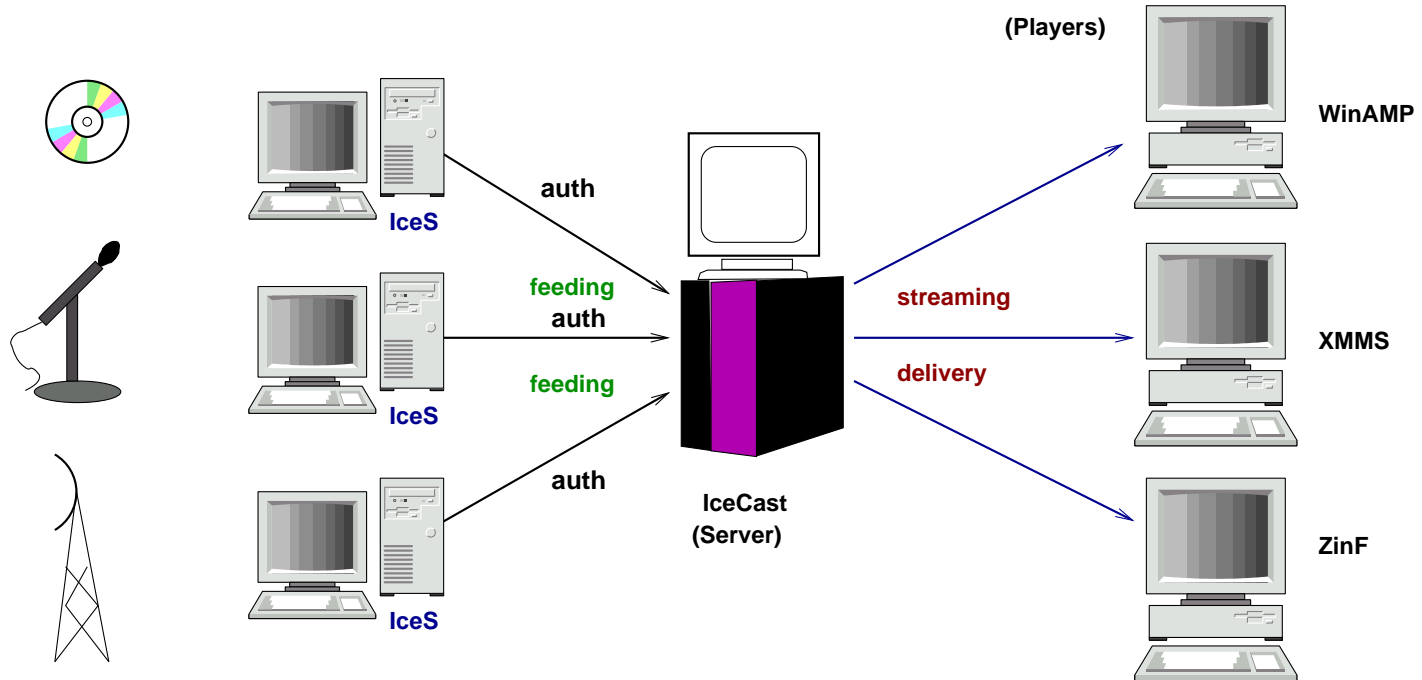 (Players)
WinAMP
auth
IceS
feeding
auth
streaming
XMMS
feeding
delivery
IceS
auth
IceCast
(Server)
ZinF
IceS